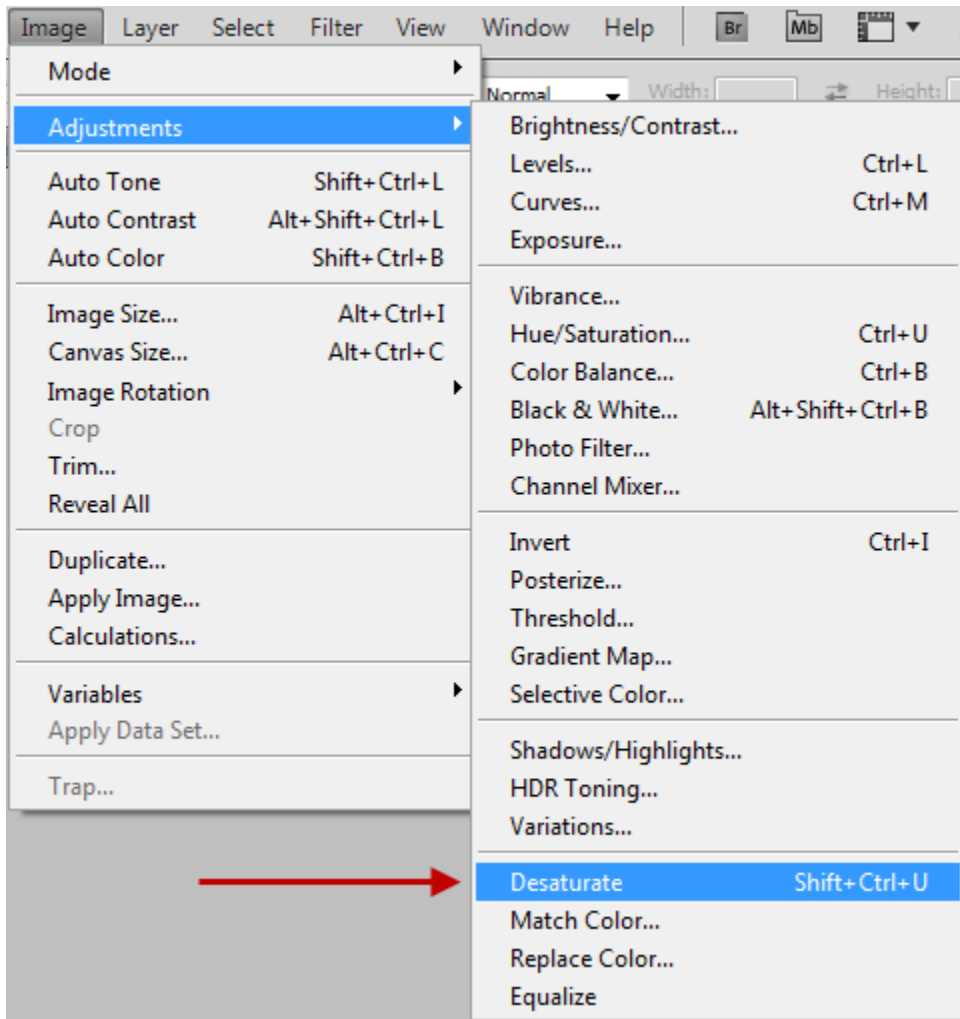 Image Layer Select Filter View Window Help Br Mb
Normal Width: Height:
Mode
Adjustments
Auto Tone Shift+Ctrl+L
Auto Contrast Alt+Shift+Ctrl+L
Auto Color Shift+Ctrl+B
Image Size... Alt+Ctrl+I
Canvas Size... Alt+Ctrl+C
Image Rotation
Crop
Trim...
Reveal All
Duplicate...
Apply Image...
Calculations...
Variables
Apply Data Set...
Trap...
Brightness/Contrast...
Levels... Ctrl+L
Curves... Ctrl+M
Exposure...
Vibrance...
Hue/Saturation... Ctrl+U
Color Balance... Ctrl+B
Black & White... Alt+Shift+Ctrl+B
Photo Filter...
Channel Mixer...
Invert Ctrl+I
Posterize...
Threshold...
Gradient Map...
Selective Color...
Shadows/Highlights...
HDR Toning...
Variations...
Desaturate Shift+Ctrl+U
Match Color...
Replace Color...
Equalize